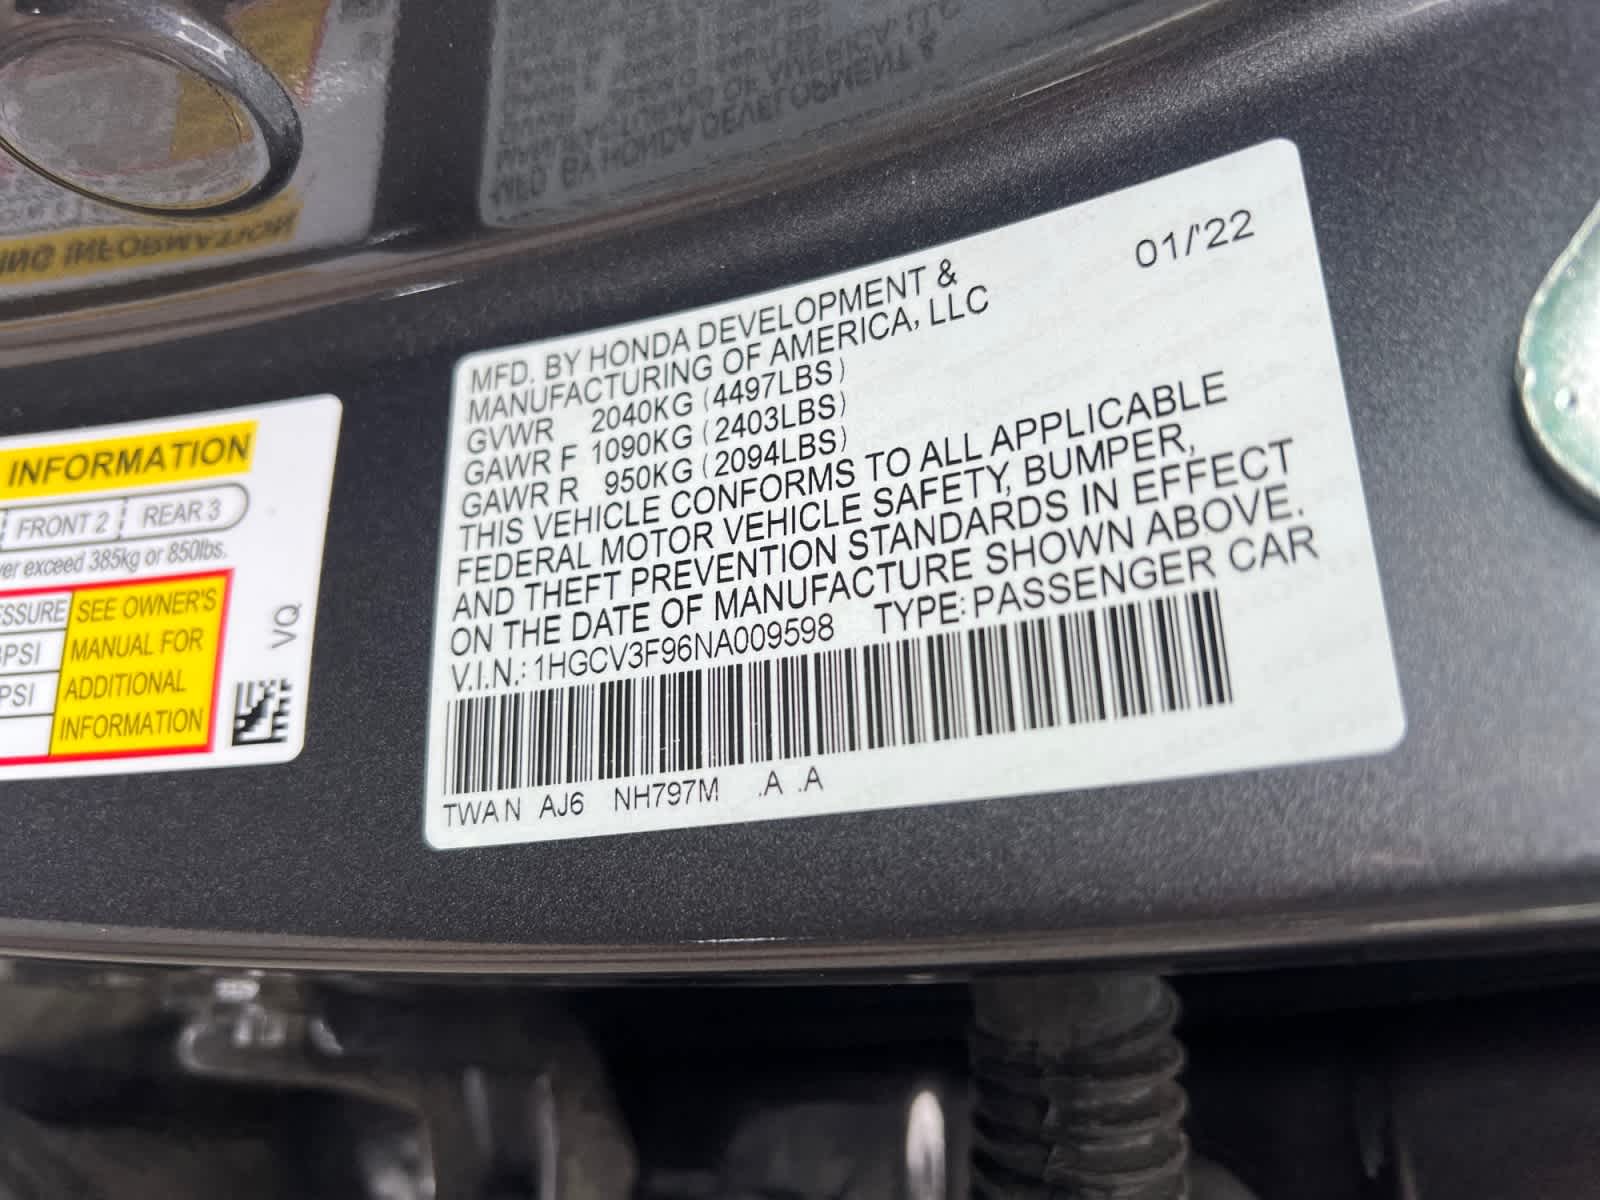 INFORMATION
FRONT 2 REAR 3
exceed 385kg or 850lbs.
SEE OWNER'S
MANUAL FOR
PSI
ADDITIONAL
PSI
INFORMATION
VQ
01/'22
MFD. BY HONDA DEVELOPMENT &
MANUFACTURING OF AMERICA, LLC
GVWR 2040KG (4497LBS)
GAWR F 1090KG (2403LBS)
GAWR R 950KG (2094LBS)
THIS VEHICLE CONFORMS TO ALL APPLICABLE
FEDERAL MOTOR VEHICLE SAFETY, BUMPER,
AND THEFT PREVENTION STANDARDS IN EFFECT
ON THE DATE OF MANUFACTURE SHOWN ABOVE.
V.I.N.: 1HGCV3F96NA009598 TYPE: PASSENGER CAR
TWAN AJ6 NH797M .A .A